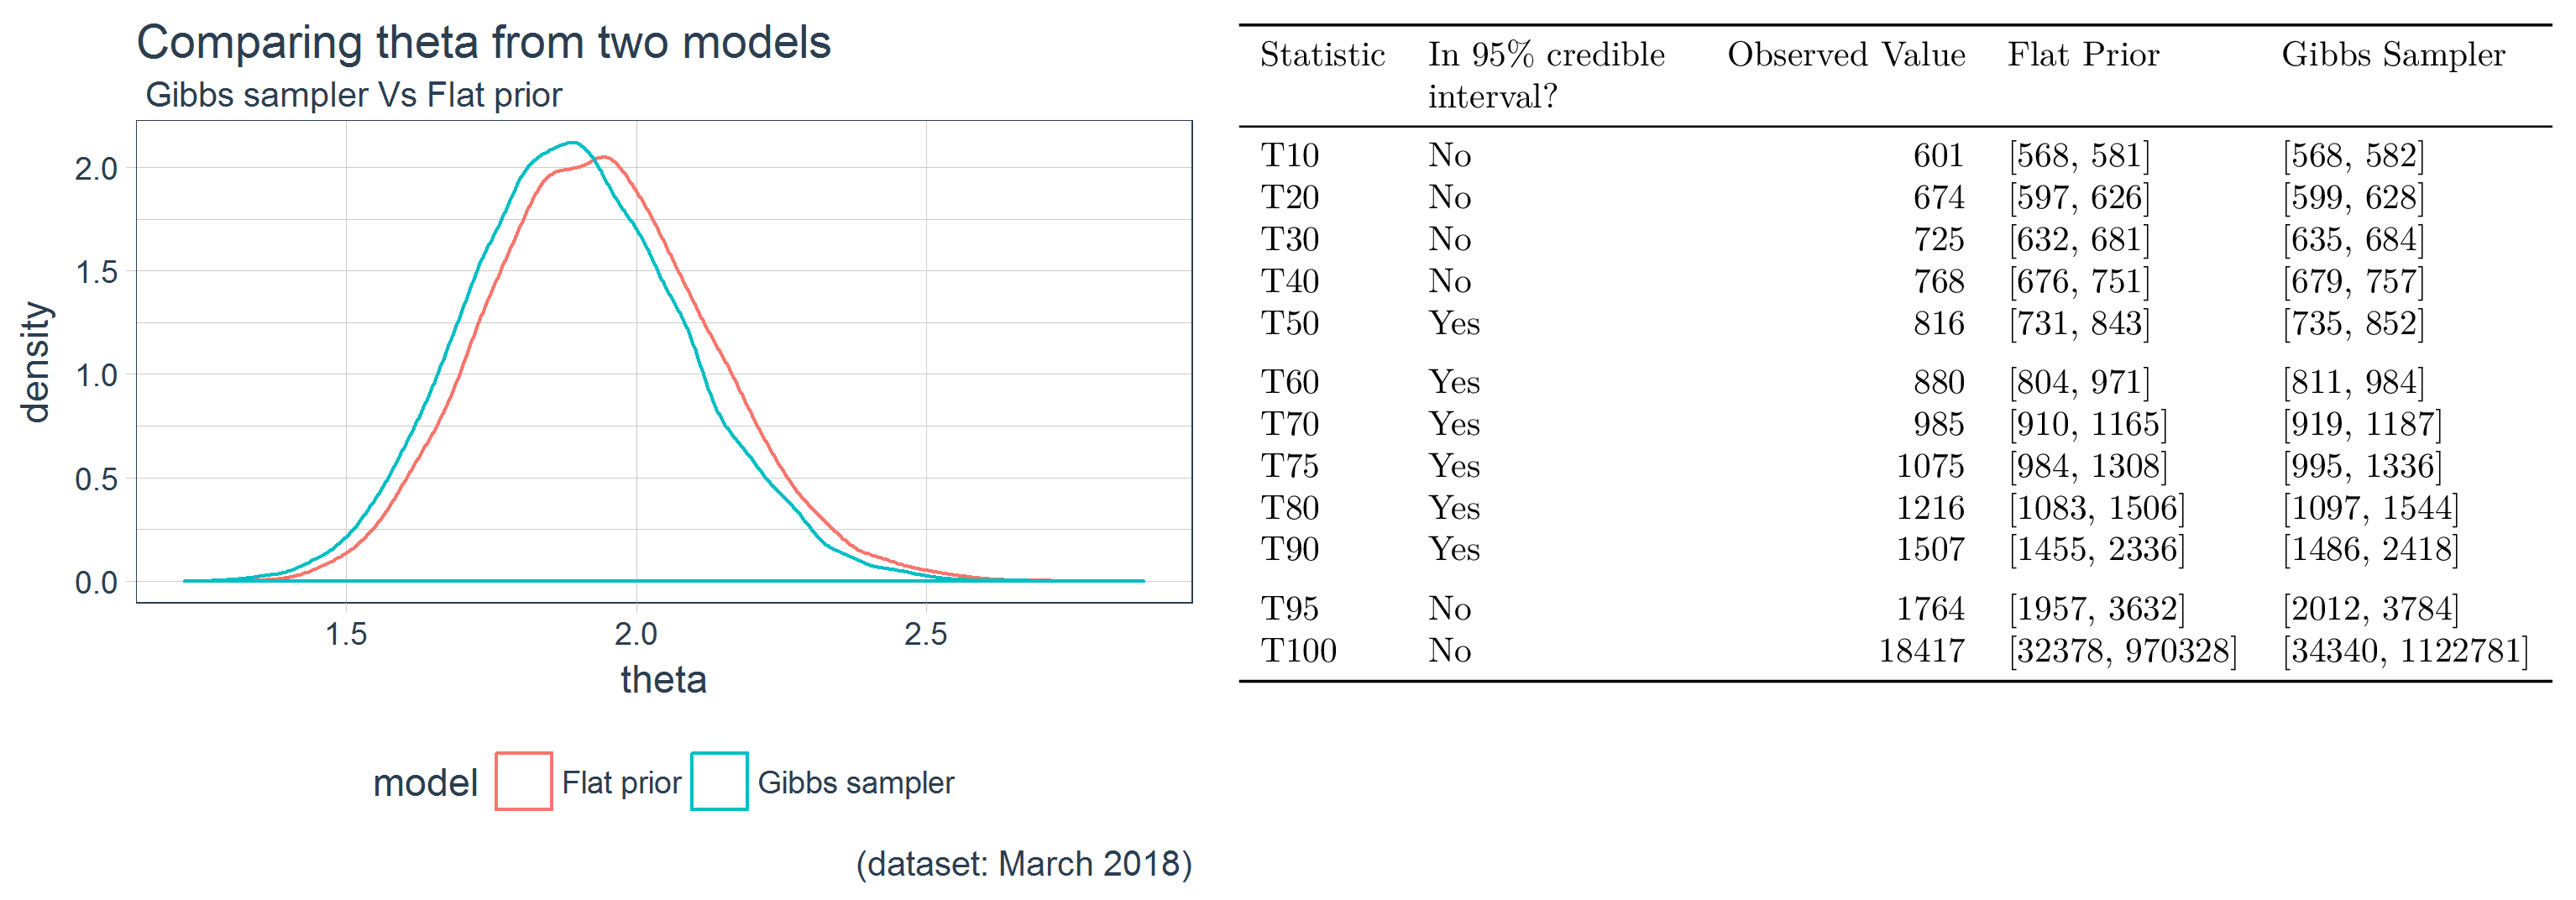 Comparing theta from two models
Gibbs sampler Vs Flat prior
density
2.0
1.5
1.0
0.5
0.0
1.5 2.0 2.5
theta
model Flat prior Gibbs sampler
(dataset: March 2018)
Statistic In 95% credible interval? Observed Value Flat Prior Gibbs Sampler
T10 No 601 [568, 581] [568, 582]
T20 No 674 [597, 626] [599, 628]
T30 No 725 [632, 681] [635, 684]
T40 No 768 [676, 751] [679, 757]
T50 Yes 816 [731, 843] [735, 852]
T60 Yes 880 [804, 971] [811, 984]
T70 Yes 985 [910, 1165] [919, 1187]
T75 Yes 1075 [984, 1308] [995, 1336]
T80 Yes 1216 [1083, 1506] [1097, 1544]
T90 Yes 1507 [1455, 2336] [1486, 2418]
T95 No 1764 [1957, 3632] [2012, 3784]
T100 No 18417 [32378, 970328] [34340, 1122781]